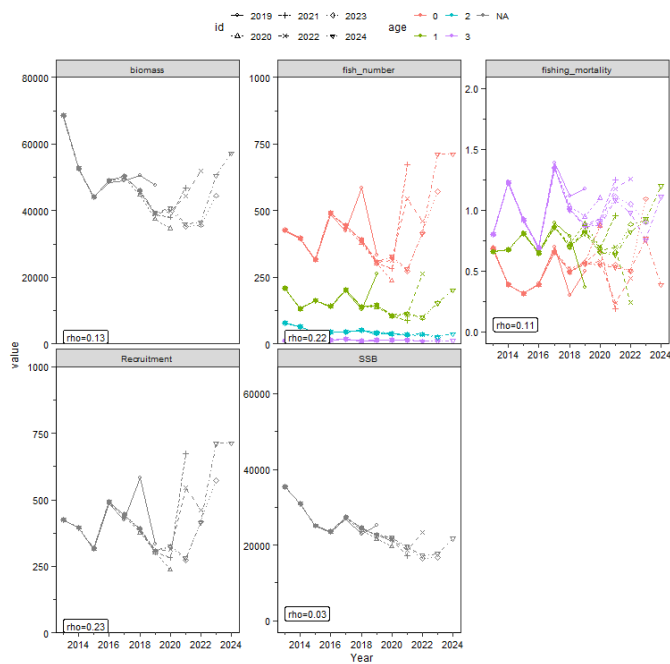 id
2019
2021
2023
2020
2022
2024
age
0
2
NA
1
3
biomass
fish_number
fishing_mortality
80000
60000
40000
20000
0
rho=0.13
1000
750
500
250
0
rho=0.22
2.0
1.5
1.0
0.5
0.0
rho=0.11
2014 2016 2018 2020 2022 2024
value
Recruitment
SSB
1000
750
500
250
0
rho=0.23
60000
40000
20000
0
rho=0.03
2014 2016 2018 2020 2022 2024
2014 2016 2018 2020 2022 2024
Year